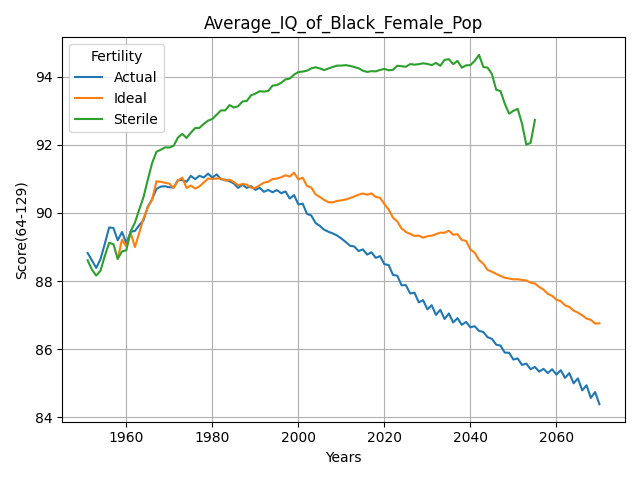 Average_IQ_of_Black_Female_Pop
Fertility
Actual
Ideal
Sterile
Score(64-129)
94
92
90
88
86
84
1960
1980
2000
2020
2040
2060
Years